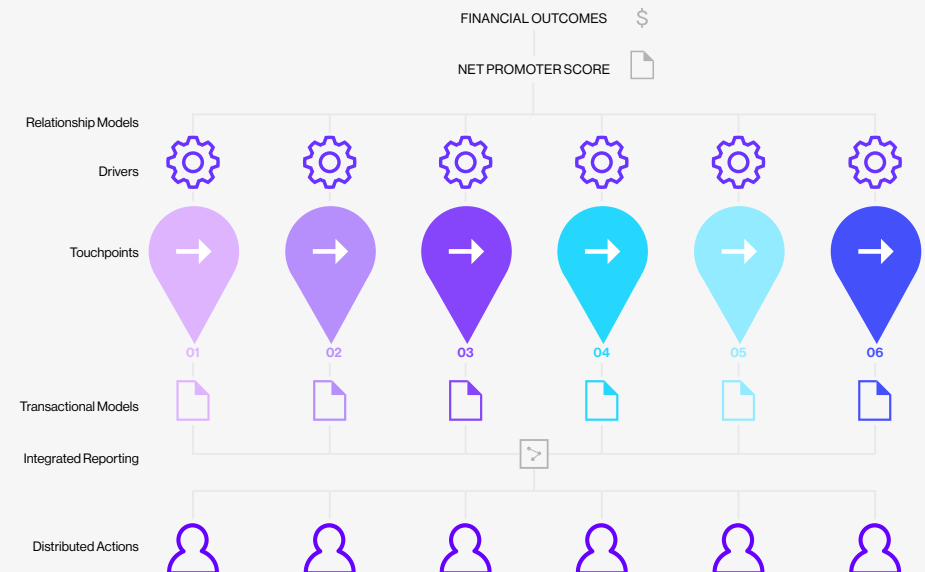 FINANCIAL OUTCOMES $
NET PROMOTER SCORE
Relationship Models
Drivers
Touchpoints
01 02 03 04 05 06
Transactional Models
Integrated Reporting
Distributed Actions